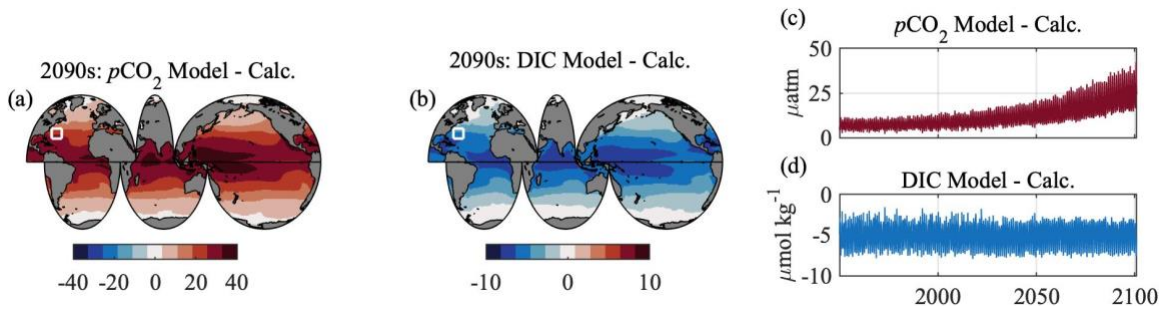 (a)
2090s: pCO₂ Model - Calc.
-40 -20 0 20 40
(b)
2090s: DIC Model - Calc.
-10 0 10
(c)
pCO₂ Model - Calc.
50
25
0
μatm
(d)
DIC Model - Calc.
0
-5
-10
μmol kg⁻¹
2000 2050 2100